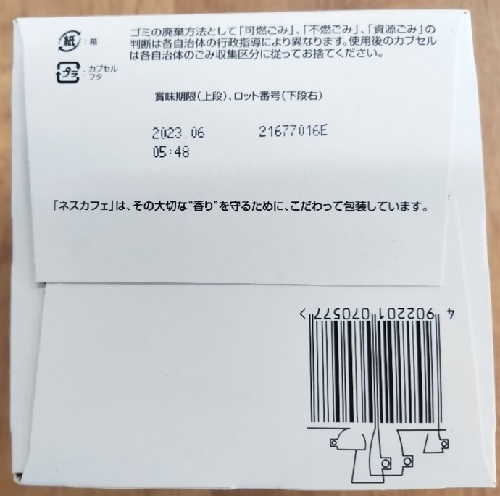 紙 :箱
ゴミの廃棄方法として「可燃ごみ」、「不燃ごみ」、「資源ごみ」の
判断は各自治体の行政指導により異なります。使用後のカプセル
は各自治体のごみ収集区分に従ってお捨てください。
プラ :カプセル
フタ
賞味期限(上段)、ロット番号(下段右)
2023.06 21677016E
05:48
「ネスカフェ」は、その大切な"香り"を守るために、こだわって包装しています。
4 902201 070577 >